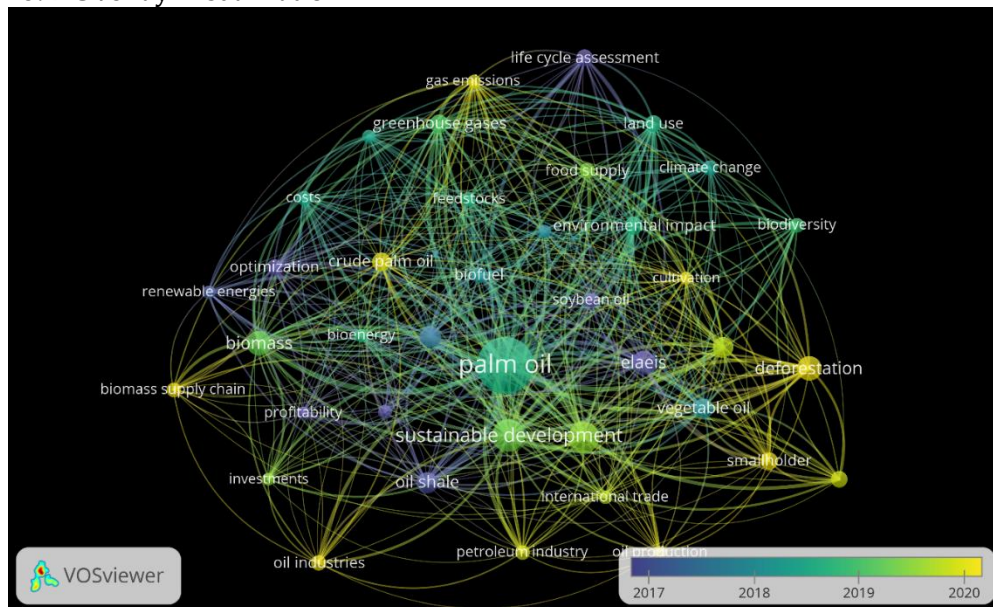 life cycle assessment
gas emissions
greenhouse gases
land use
food supply
climate change
costs
feedstocks
environmental impact
biodiversity
optimization
crude palm oil
biofuel
cultivation
renewable energies
soybean oil
biomass
bioenergy
palm oil
elaeis
deforestation
biomass supply chain
profitability
vegetable oil
sustainable development
smallholder
investments
oil shale
international trade
oil industries
petroleum industry
oil production
VOSviewer
2017 2018 2019 2020